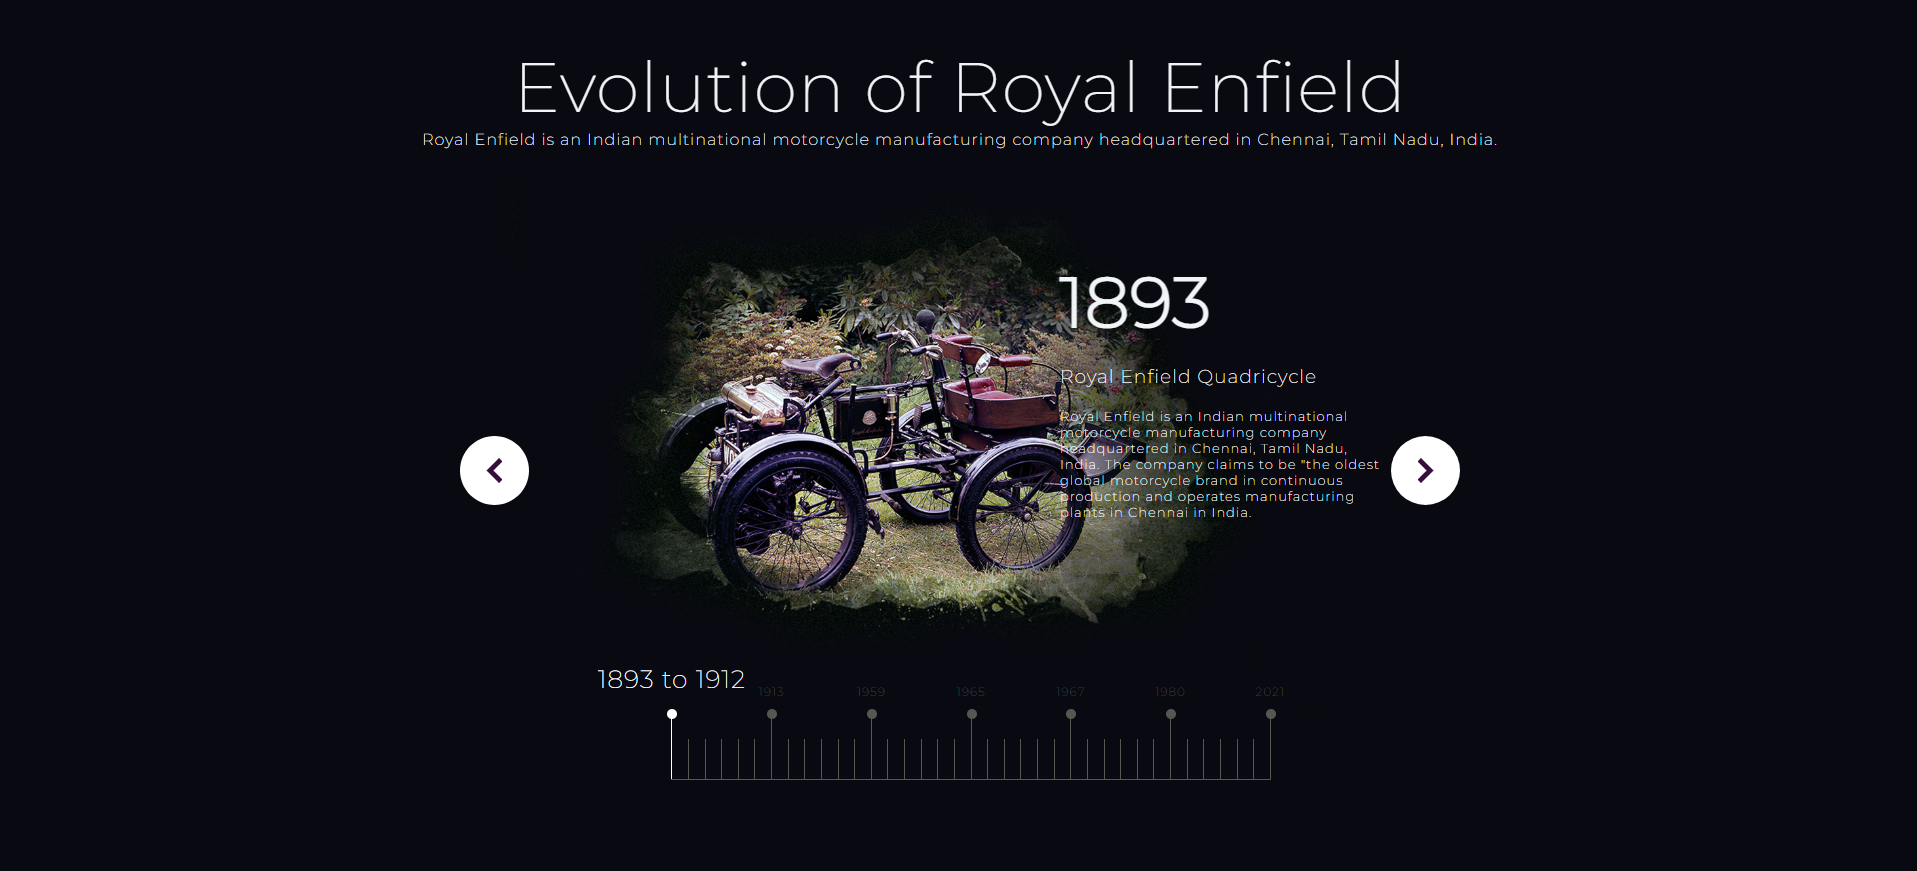 Evolution of Royal Enfield
Royal Enfield is an Indian multinational motorcycle manufacturing company headquartered in Chennai, Tamil Nadu, India.
1893
Royal Enfield Quadricycle
Royal Enfield is an Indian multinational
motorcycle manufacturing company
headquartered in Chennai, Tamil Nadu,
India. The company claims to be "the oldest
global motorcycle brand in continuous
production and operates manufacturing
plants in Chennai in India.
1893 to 1912
1913
1959
1965
1967
1980
2021